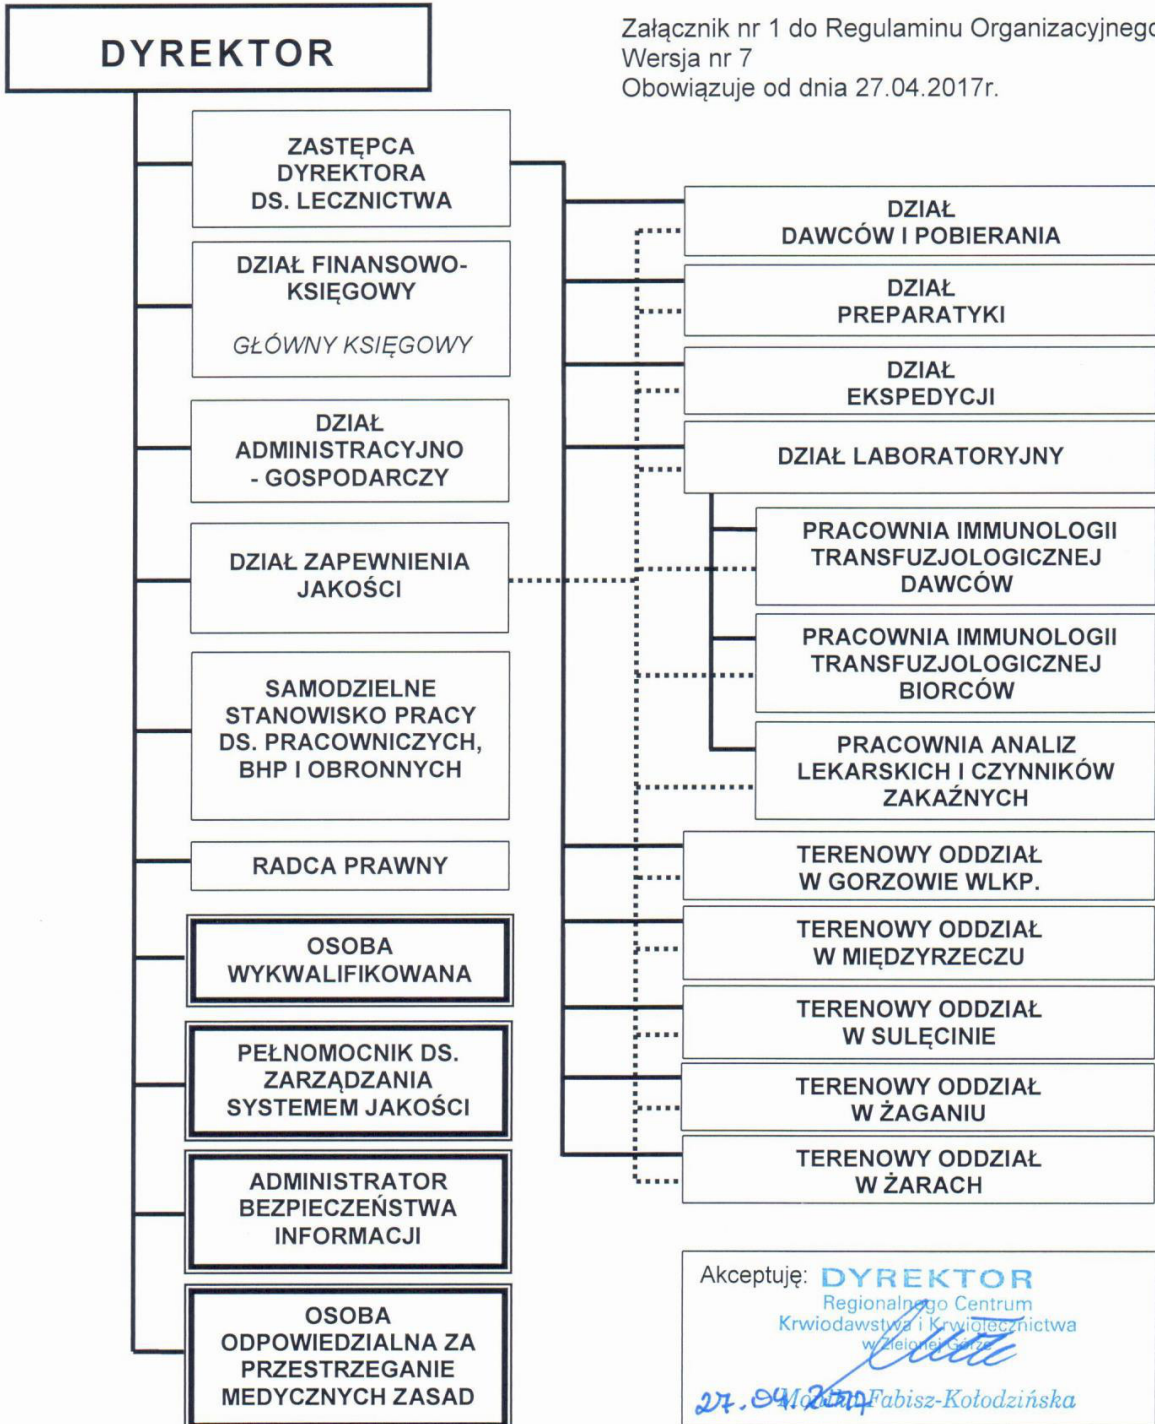 DYREKTOR
Załącznik nr 1 do Regulaminu Organizacyjnego
Wersja nr 7
Obowiązuje od dnia 27.04.2017r.
ZASTĘPCA
DYREKTORA
DS. LECZNICTWA
DZIAŁ FINANSOWO-
KSIĘGOWY
GŁÓWNY KSIĘGOWY
DZIAŁ
ADMINISTRACYJNO
- GOSPODARCZY
DZIAŁ ZAPEWNIENIA
JAKOŚCI
SAMODZIELNE
STANOWISKO PRACY
DS. PRACOWNICZYCH,
BHP I OBRONNYCH
RADCA PRAWNY
OSOBA
WYKWALIFIKOWANA
PEŁNOMOCNIK DS.
ZARZĄDZANIA
SYSTEMEM JAKOŚCI
ADMINISTRATOR
BEZPIECZEŃSTWA
INFORMACJI
OSOBA
ODPOWIEDZIALNA ZA
PRZESTRZEGANIE
MEDYCZNYCH ZASAD
DZIAŁ
DAWCÓW I POBIERANIA
DZIAŁ
PREPARATYKI
DZIAŁ
EKSPEDYCJI
DZIAŁ LABORATORYJNY
PRACOWNIA IMMUNOLOGII
TRANSFUZJOLOGICZNEJ
DAWCÓW
PRACOWNIA IMMUNOLOGII
TRANSFUZJOLOGICZNEJ
BIORCÓW
PRACOWNIA ANALIZ
LEKARSKICH I CZYNNIKÓW
ZAKAŹNYCH
TERENOWY ODDZIAŁ
W GORZOWIE WLKP.
TERENOWY ODDZIAŁ
W MIĘDZYRZECZU
TERENOWY ODDZIAŁ
W SULĘCINIE
TERENOWY ODDZIAŁ
W ŻAGANIU
TERENOWY ODDZIAŁ
W ŻARACH
Akceptuję: DYREKTOR
Regionalnego Centrum
Krwiodawstwa i Krwiolecznictwa
w Zielonej Górze
27.04.2017 Fabisz-Kołodzińska